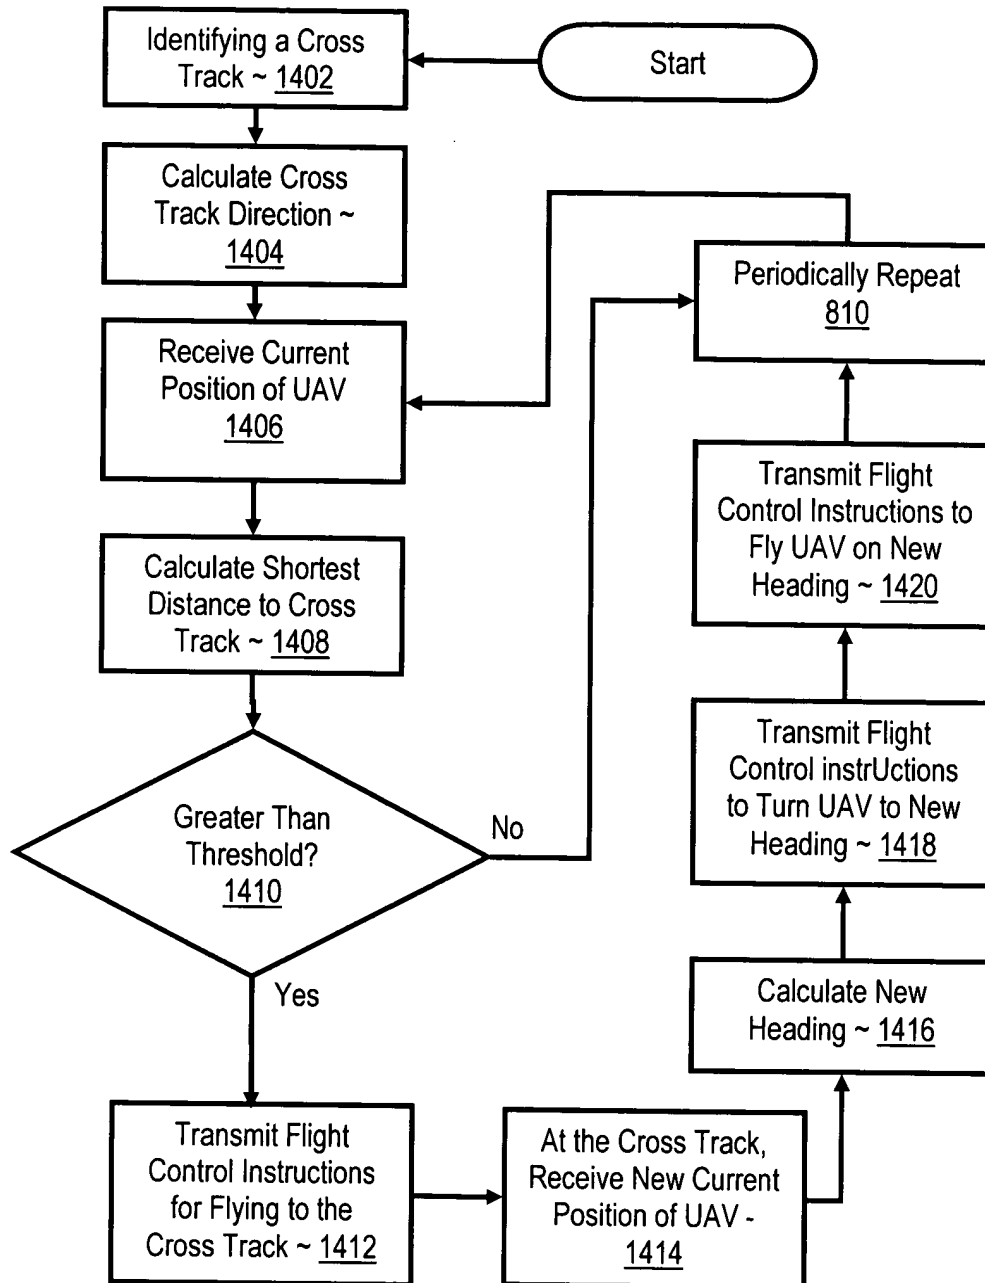 Start
Identifying a Cross
Track ~ 1402
Calculate Cross
Track Direction ~
1404
Receive Current
Position of UAV
1406
Calculate Shortest
Distance to Cross
Track ~ 1408
Greater Than
Threshold?
1410
No
Yes
Transmit Flight
Control Instructions
for Flying to the
Cross Track ~ 1412
At the Cross Track,
Receive New Current
Position of UAV -
1414
Calculate New
Heading ~ 1416
Transmit Flight
Control instrUctions
to Turn UAV to New
Heading ~ 1418
Transmit Flight
Control Instructions to
Fly UAV on New
Heading ~ 1420
Periodically Repeat
810